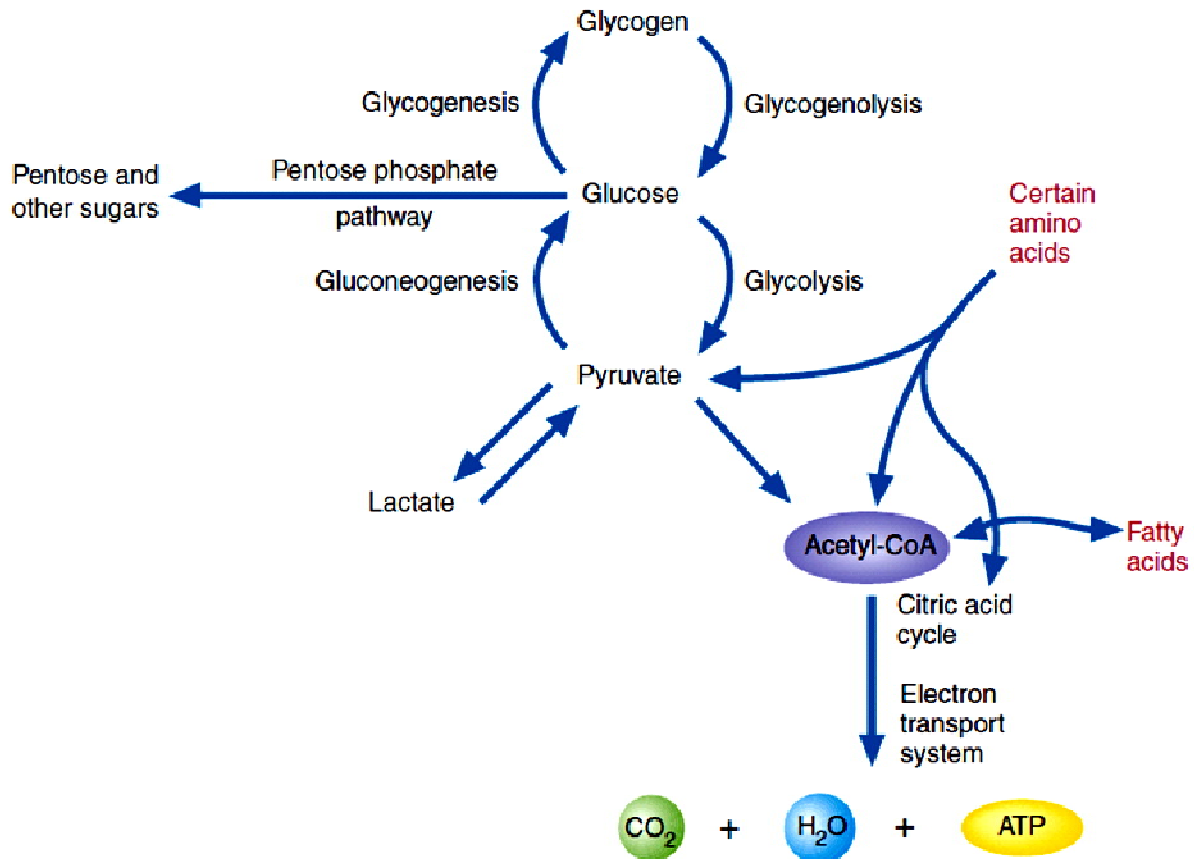 Glycogen
Glycogenesis
Glycogenolysis
Pentose and
other sugars
Pentose phosphate
pathway
Glucose
Certain
amino
acids
Gluconeogenesis
Glycolysis
Pyruvate
Lactate
Acetyl-CoA
Fatty
acids
Citric acid
cycle
Electron
transport
system
CO₂ + H₂O + ATP